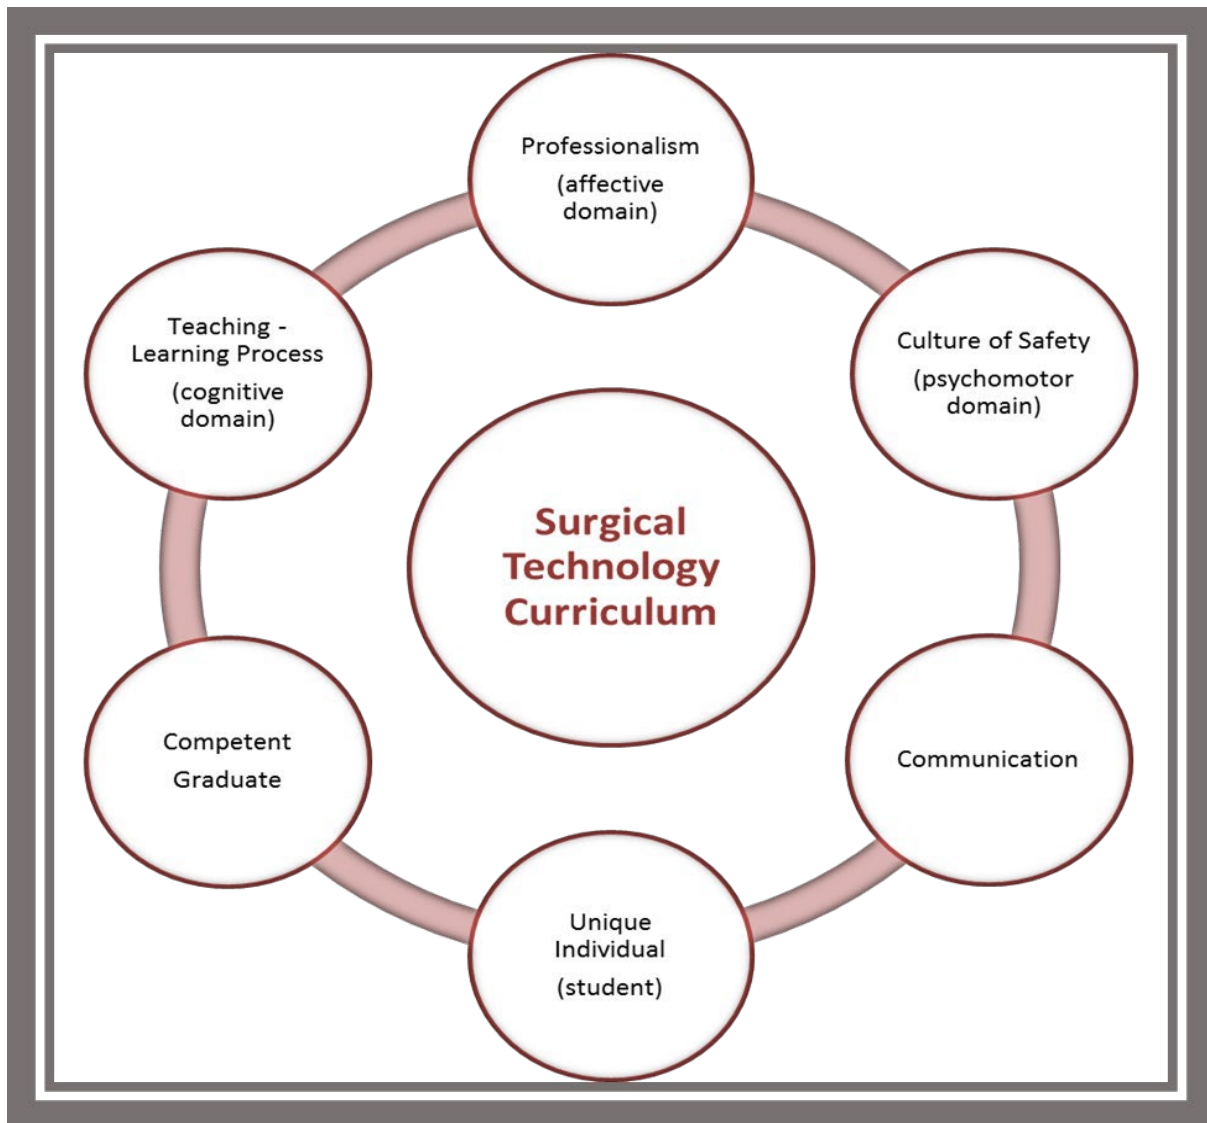 Professionalism
(affective
domain)
Teaching -
Learning Process
(cognitive
domain)
Culture of Safety
(psychomotor
domain)
Surgical
Technology
Curriculum
Competent
Graduate
Communication
Unique
Individual
(student)